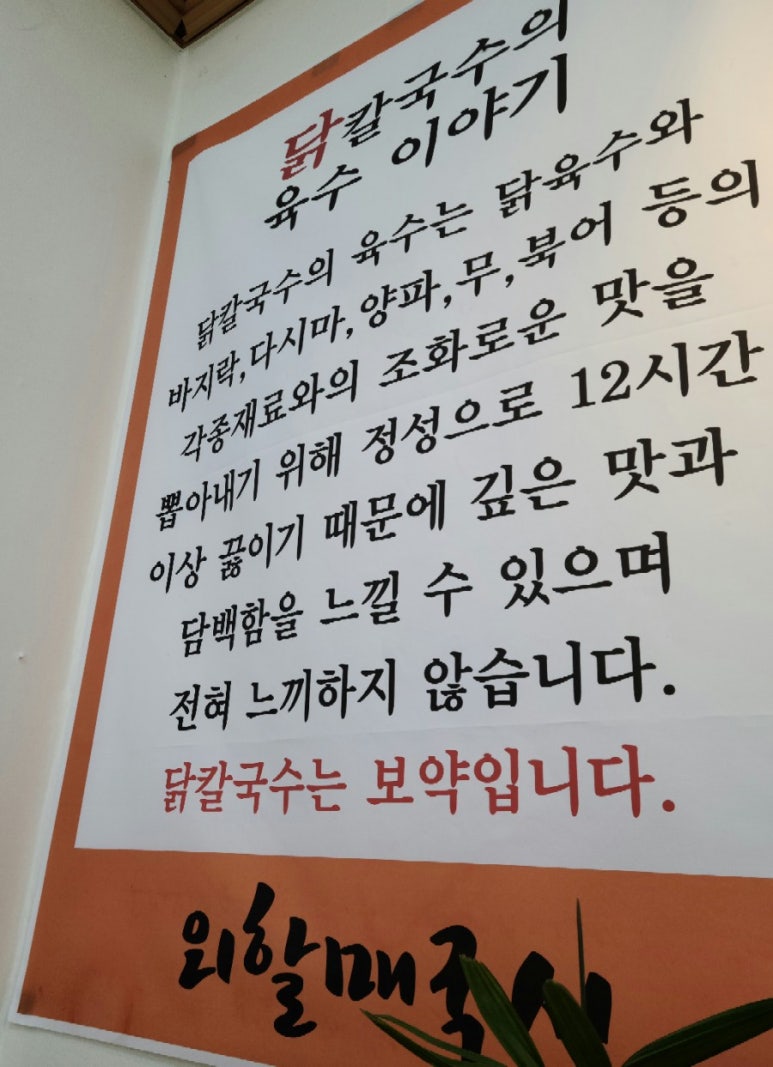 닭칼국수의
육수 이야기
닭칼국수의 육수는 닭육수와
바지락,다시마,양파,무,북어 등의
각종재료와의 조화로운 맛을
뽑아내기 위해 정성으로 12시간
이상 끓이기 때문에 깊은 맛과
담백함을 느낄 수 있으며
전혀 느끼하지 않습니다.
닭칼국수는 보약입니다.
외할매국시